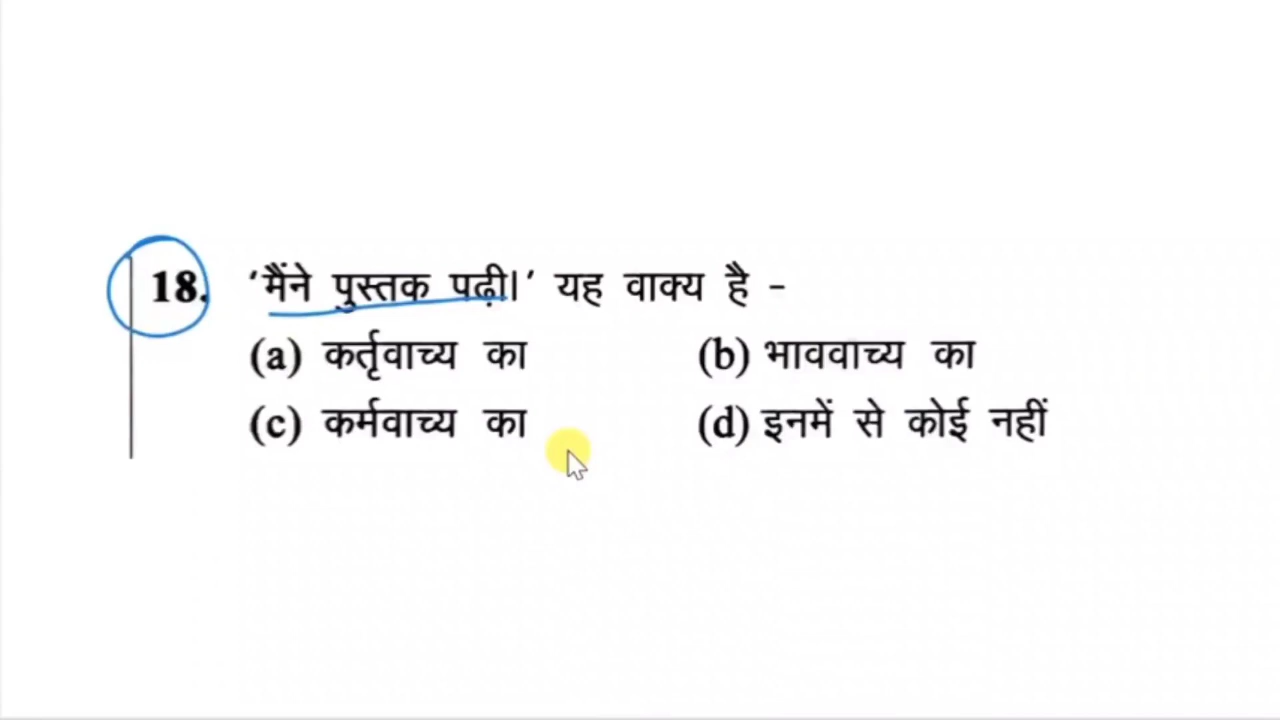 18. 'मैंने पुस्तक पढ़ी।' यह वाक्य है -
(a) कर्तृवाच्य का (b) भाववाच्य का
(c) कर्मवाच्य का (d) इनमें से कोई नहीं